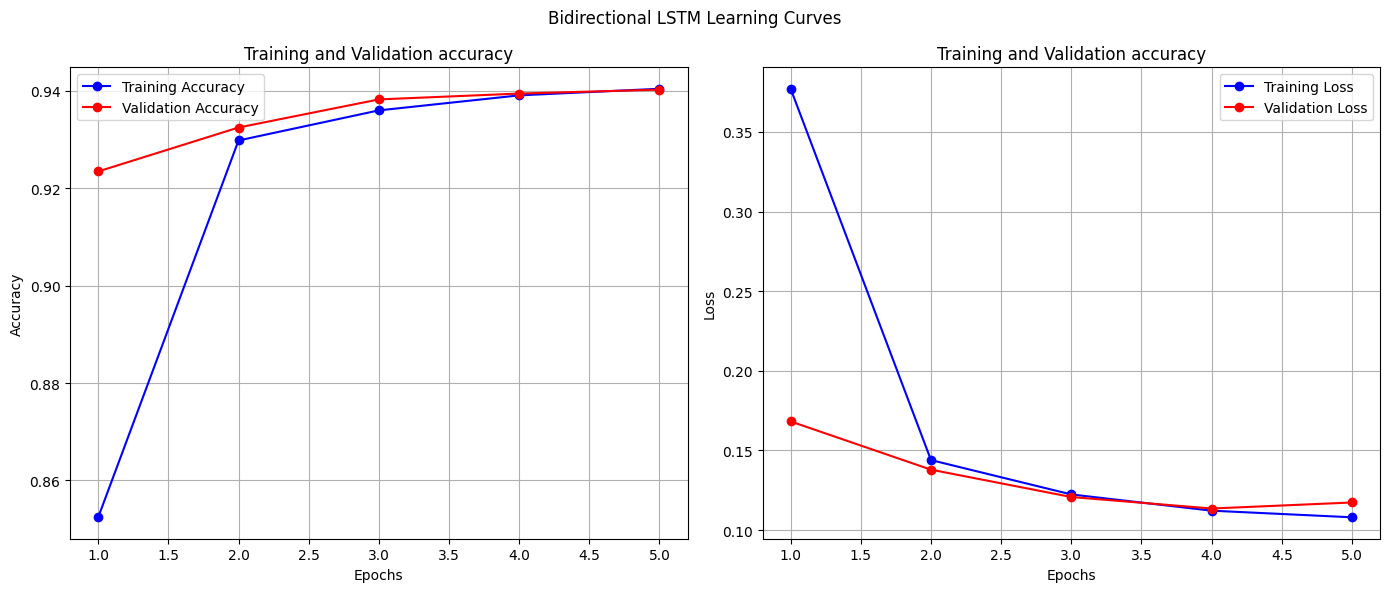 Bidirectional LSTM Learning Curves
Training and Validation accuracy
Training Accuracy
Validation Accuracy
0.94
0.92
0.90
0.88
0.86
Accuracy
1.0 1.5 2.0 2.5 3.0 3.5 4.0 4.5 5.0
Epochs
Training and Validation accuracy
Training Loss
Validation Loss
0.35
0.30
0.25
0.20
0.15
0.10
Loss
1.0 1.5 2.0 2.5 3.0 3.5 4.0 4.5 5.0
Epochs